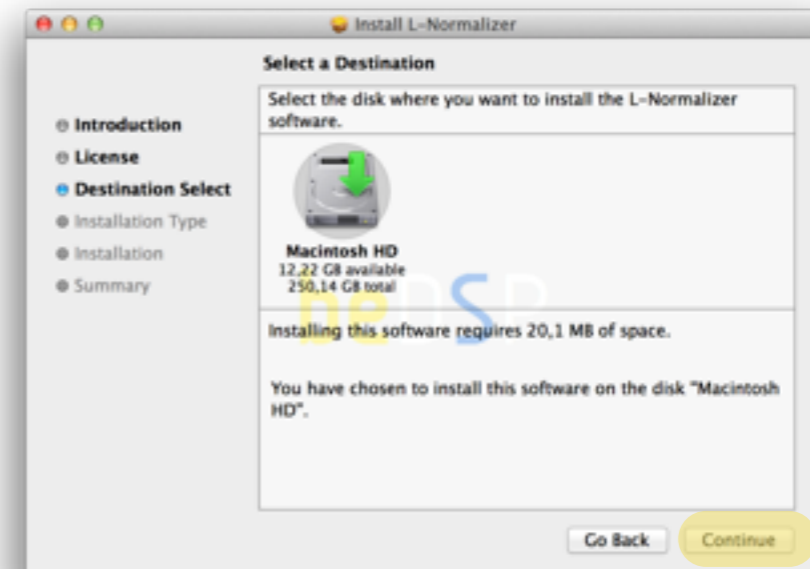 Install L-Normalizer
Select a Destination
Select the disk where you want to install the L-Normalizer
software.
Introduction
License
Destination Select
Installation Type
Installation
Summary
Macintosh HD
12,22 GB available
250,14 GB total
beDSP
Installing this software requires 20,1 MB of space.
You have chosen to install this software on the disk "Macintosh
HD".
Go Back
Continue